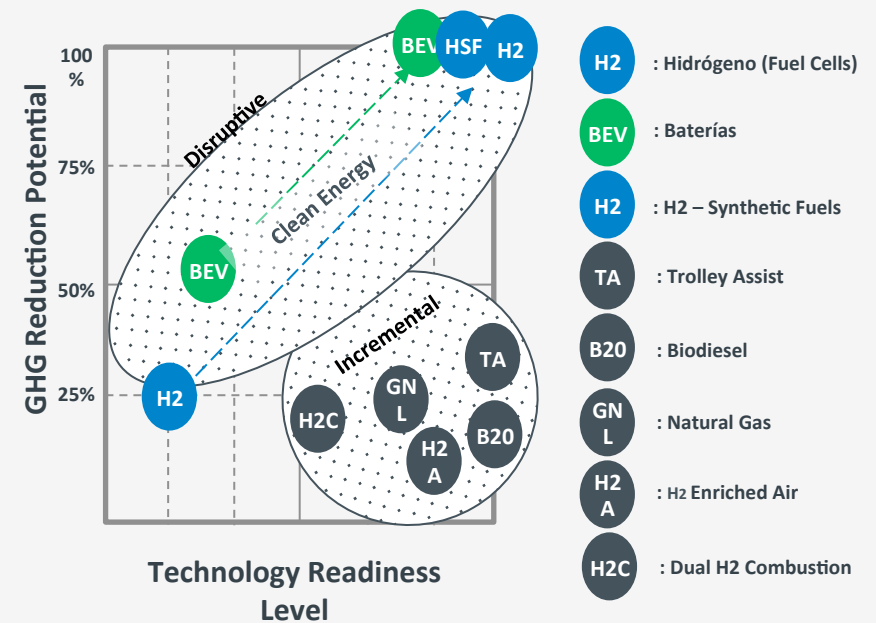 GHG Reduction Potential
100
%
75%
50%
25%
Disruptive
Clean Energy
Incremental
BEV
HSF
H2
BEV
H2
TA
GN
L
H2C
H2
A
B20
Technology Readiness
Level
H2 : Hidrógeno (Fuel Cells)
BEV : Baterías
H2 : H2 – Synthetic Fuels
TA : Trolley Assist
B20 : Biodiesel
GN
L : Natural Gas
H2
A : H2 Enriched Air
H2C : Dual H2 Combustion